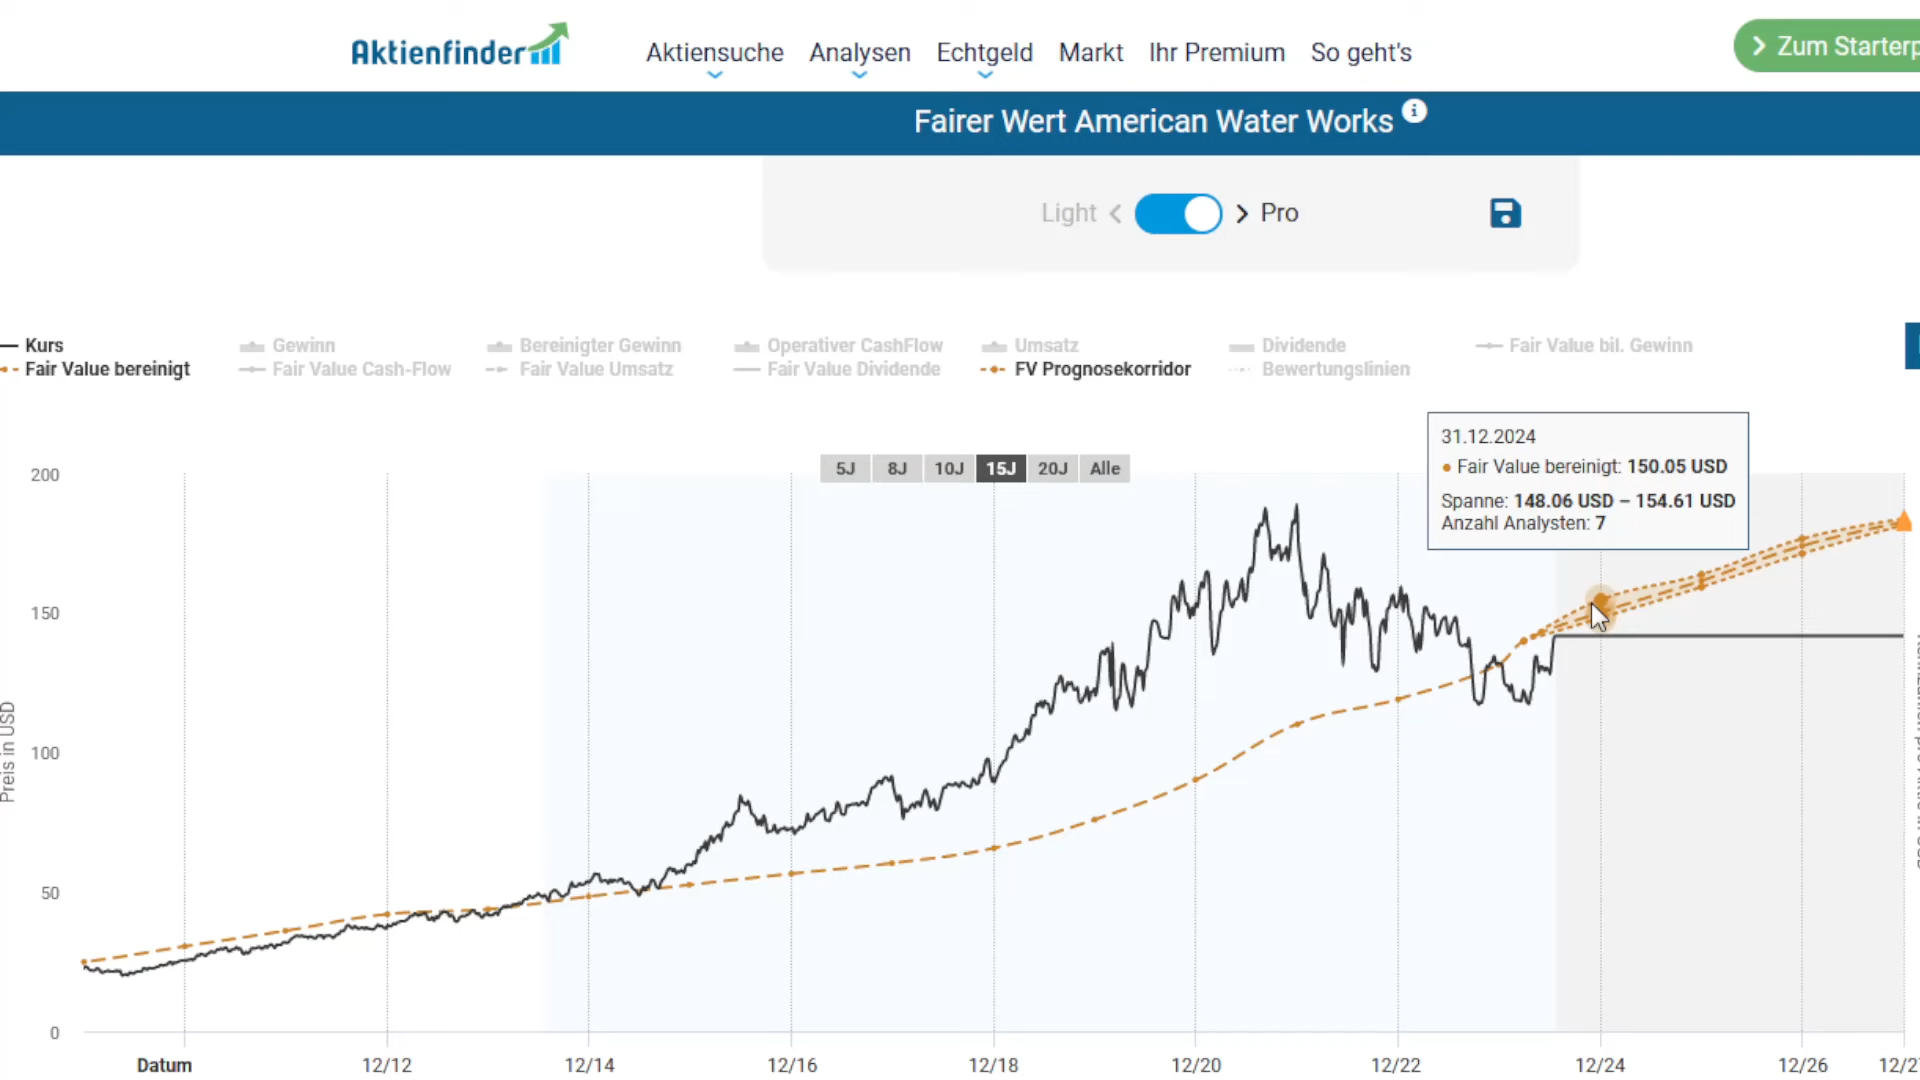 Aktienfinder
Aktiensuche Analysen Echtgeld Markt Ihr Premium So geht's
Zum Starterp
Fairer Wert American Water Works i
Light Pro
Kurs Gewinn Bereinigter Gewinn Operativer CashFlow Umsatz Dividende Fair Value bil. Gewinn
Fair Value bereinigt Fair Value Cash-Flow Fair Value Umsatz Fair Value Dividende FV Prognosekorridor Bewertungslinien
31.12.2024
Fair Value bereinigt: 150.05 USD
Spanne: 148.06 USD – 154.61 USD
Anzahl Analysten: 7
5J 8J 10J 15J 20J Alle
200
150
100
50
0
Preis in USD
Datum 12/12 12/14 12/16 12/18 12/20 12/22 12/24 12/26